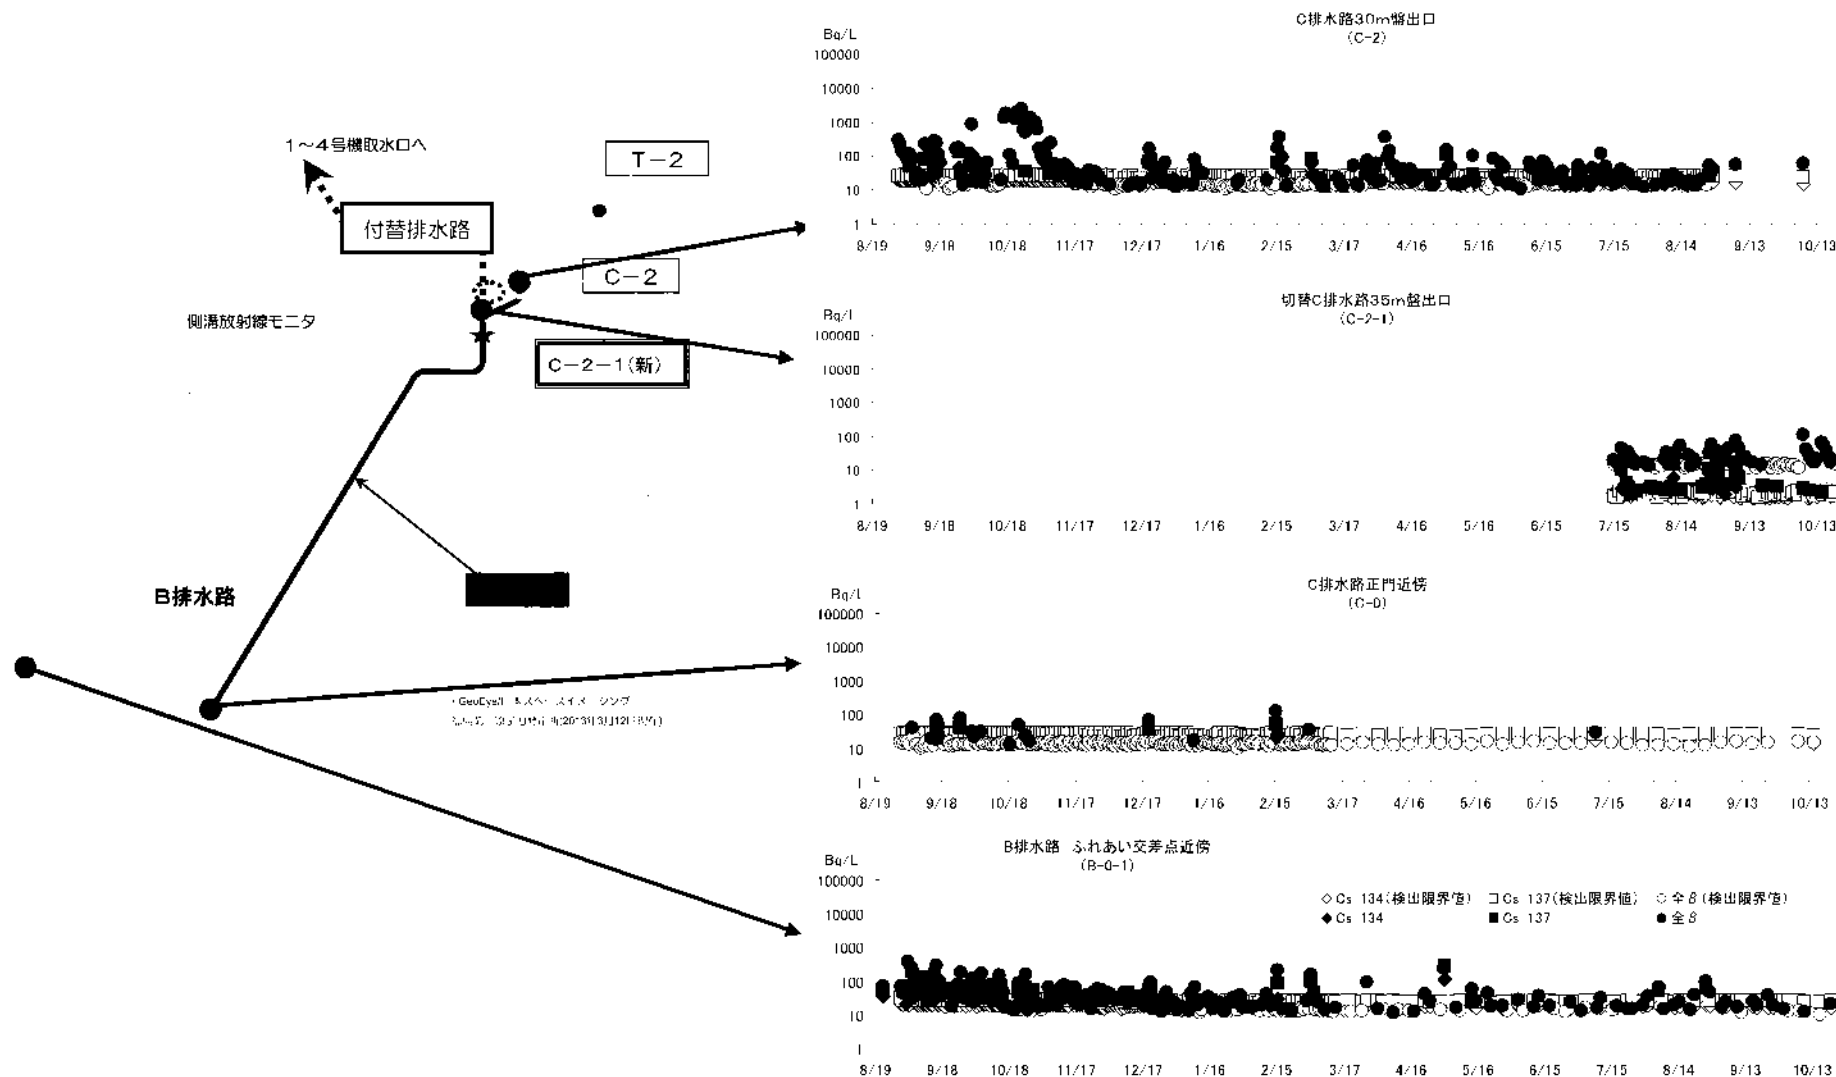 1～4号機取水口へ
T－2
付替排水路
C－2
側溝放射線モニタ
C－2－1(新)
B排水路
C排水路30m盤出口
(C-2)
Bq/L
100000
10000
1000
100
10
1
8/19 9/18 10/18 11/17 12/17 1/16 2/15 3/17 4/16 5/16 6/15 7/15 8/14 9/13 10/13
切替C排水路35m盤出口
(C-2-1)
Bq/L
100000
10000
1000
100
10
1
8/19 9/18 10/18 11/17 12/17 1/16 2/15 3/17 4/16 5/16 6/15 7/15 8/14 9/13 10/13
C排水路正門近傍
(C-0)
Bq/L
100000
10000
1000
100
10
1
8/19 9/18 10/18 11/17 12/17 1/16 2/15 3/17 4/16 5/16 6/15 7/15 8/14 9/13 10/13
B排水路 ふれあい交差点近傍
(B-0-1)
Bq/L
100000
10000
1000
100
10
1
◇ Cs 134(検出限界値) □ Cs 137(検出限界値) ○ 全β(検出限界値)
◆ Cs 134 ■ Cs 137 ● 全β
8/19 9/18 10/18 11/17 12/17 1/16 2/15 3/17 4/16 5/16 6/15 7/15 8/14 9/13 10/13